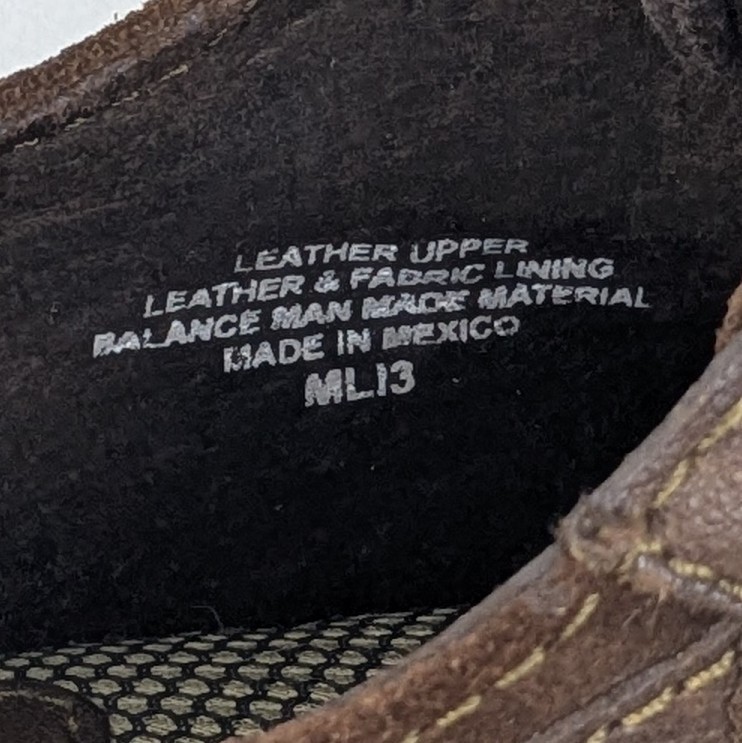 LEATHER UPPER
LEATHER & FABRIC LINING
BALANCE MAN MADE MATERIAL
MADE IN MEXICO
ML13